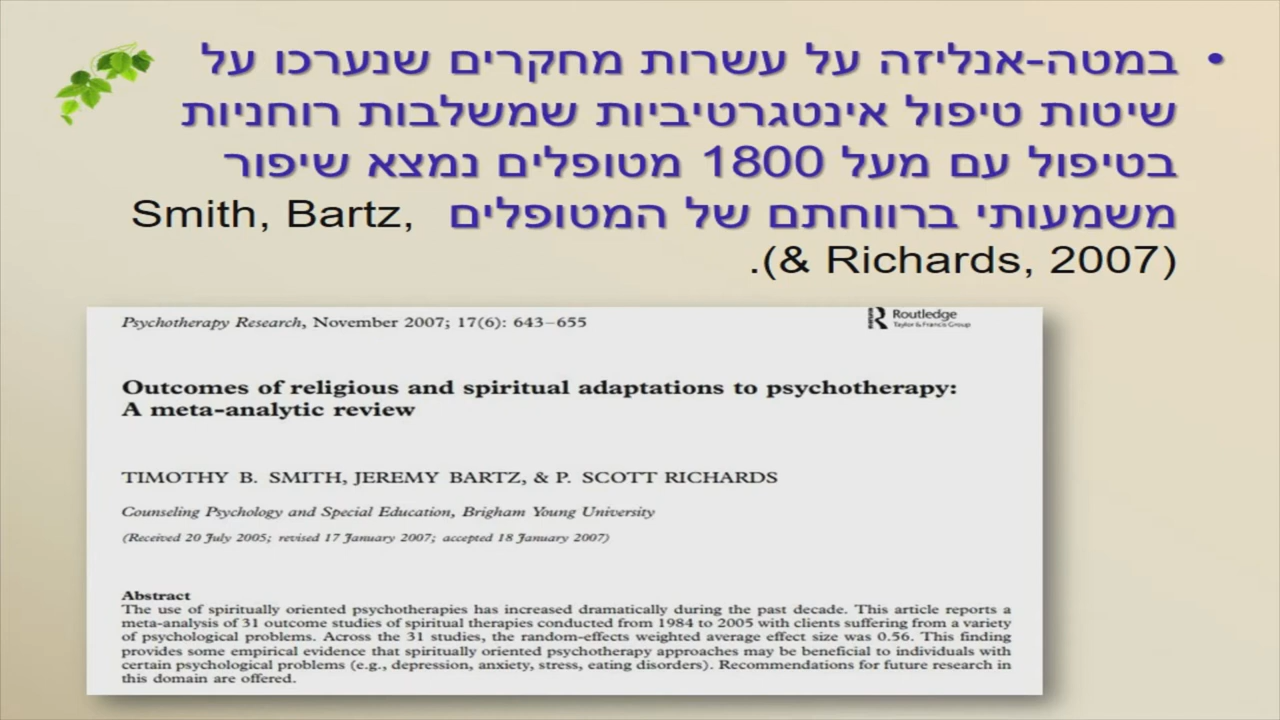 • במטה-אנליזה על עשרות מחקרים שנערכו על
שיטות טיפול אינטגרטיביות שמשלבות רוחניות
בטיפול עם מעל 1800 מטופלים נמצא שיפור
משמעותי ברווחתם של המטופלים Smith, Bartz,
(& Richards, 2007).
Psychotherapy Research, November 2007; 17(6): 643–655
Routledge
Taylor & Francis Group
Outcomes of religious and spiritual adaptations to psychotherapy:
A meta-analytic review
TIMOTHY B. SMITH, JEREMY BARTZ, & P. SCOTT RICHARDS
Counseling Psychology and Special Education, Brigham Young University
(Received 20 July 2005; revised 17 January 2007; accepted 18 January 2007)
Abstract
The use of spiritually oriented psychotherapies has increased dramatically during the past decade. This article reports a
meta-analysis of 31 outcome studies of spiritual therapies conducted from 1984 to 2005 with clients suffering from a variety
of psychological problems. Across the 31 studies, the random-effects weighted average effect size was 0.56. This finding
provides some empirical evidence that spiritually oriented psychotherapy approaches may be beneficial to individuals with
certain psychological problems (e.g., depression, anxiety, stress, eating disorders). Recommendations for future research in
this domain are offered.